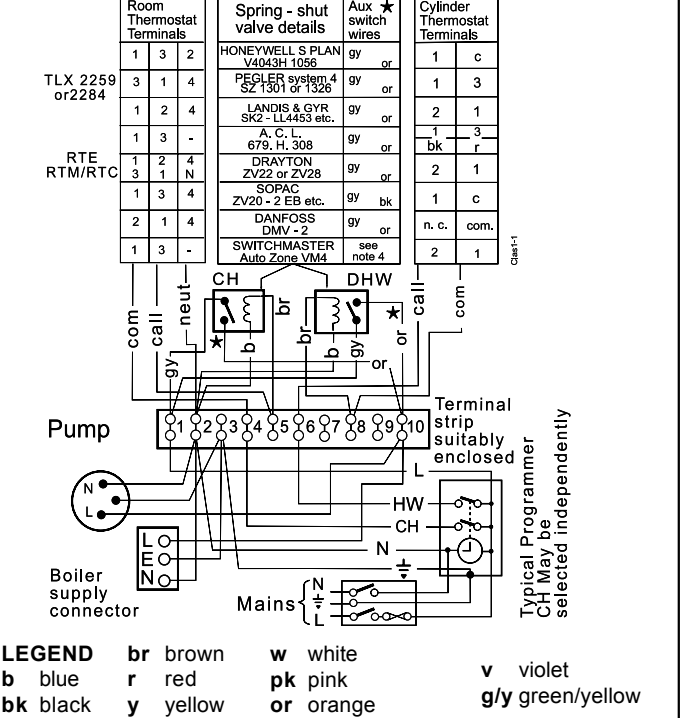 Room Thermostat Terminals
Spring - shut valve details
Aux ★ switch wires
Cylinder Thermostat Terminals
1 3 2 HONEYWELL S PLAN V4043H 1056 gy or 1 c
TLX 2259 or2284
3 1 4 PEGLER system 4 SZ 1301 or 1326 gy or 1 3
1 2 4 LANDIS & GYR SK2 - LL4453 etc. gy or 2 1
1 3 - A. C. L. 679. H. 308 gy or 1 bk 3 r
RTE RTM/RTC
1 3 2 1 4 N DRAYTON ZV22 or ZV28 gy or 2 1
1 3 4 SOPAC ZV20 - 2 EB etc. gy bk 1 c
2 1 4 DANFOSS DMV - 2 gy or n. c. com.
1 3 - SWITCHMASTER Auto Zone VM4 see note 4 2 1
Clas1-1
CH
DHW
com
call
neut
br
b
gy
★
br
b
gy
★
or
or
call
com
1 2 3 4 5 6 7 8 9 10
Terminal strip suitably enclosed
Pump
N
L
L
HW
CH
N
L
E
N
Boiler supply connector
Mains
N
L
Typical Programmer
CH May be
selected independently
LEGEND
b blue
bk black
br brown
r red
y yellow
w white
pk pink
or orange
v violet
g/y green/yellow